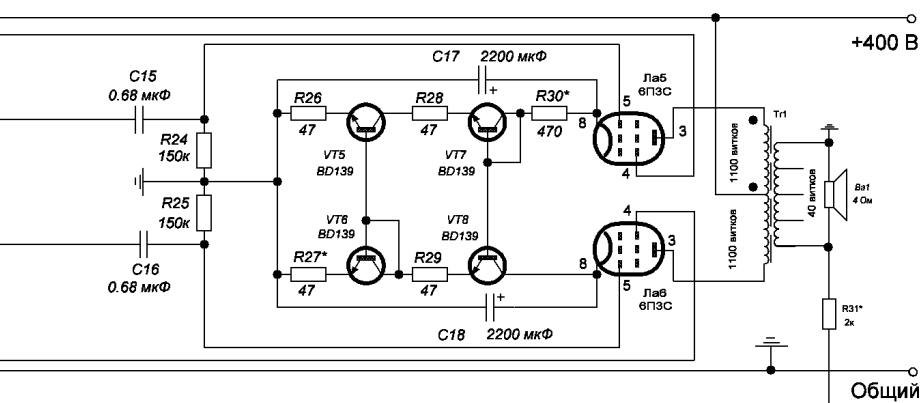 +400 В
C17 2200 мкФ
C15
0.68 мкФ
R26
47
R28
47
R30*
470
Ла5
6П3С
5
8
3
4
Тг1
R24
150к
VT5
BD139
VT7
BD139
1100 витков
R25
150к
VT6
BD139
VT8
BD139
1100 витков
40 витков
Ва1
4 Ом
4
3
8
5
C16
0.68 мкФ
R27*
47
R29
47
Ла6
6П3С
C18 2200 мкФ
R31*
2к
Общий